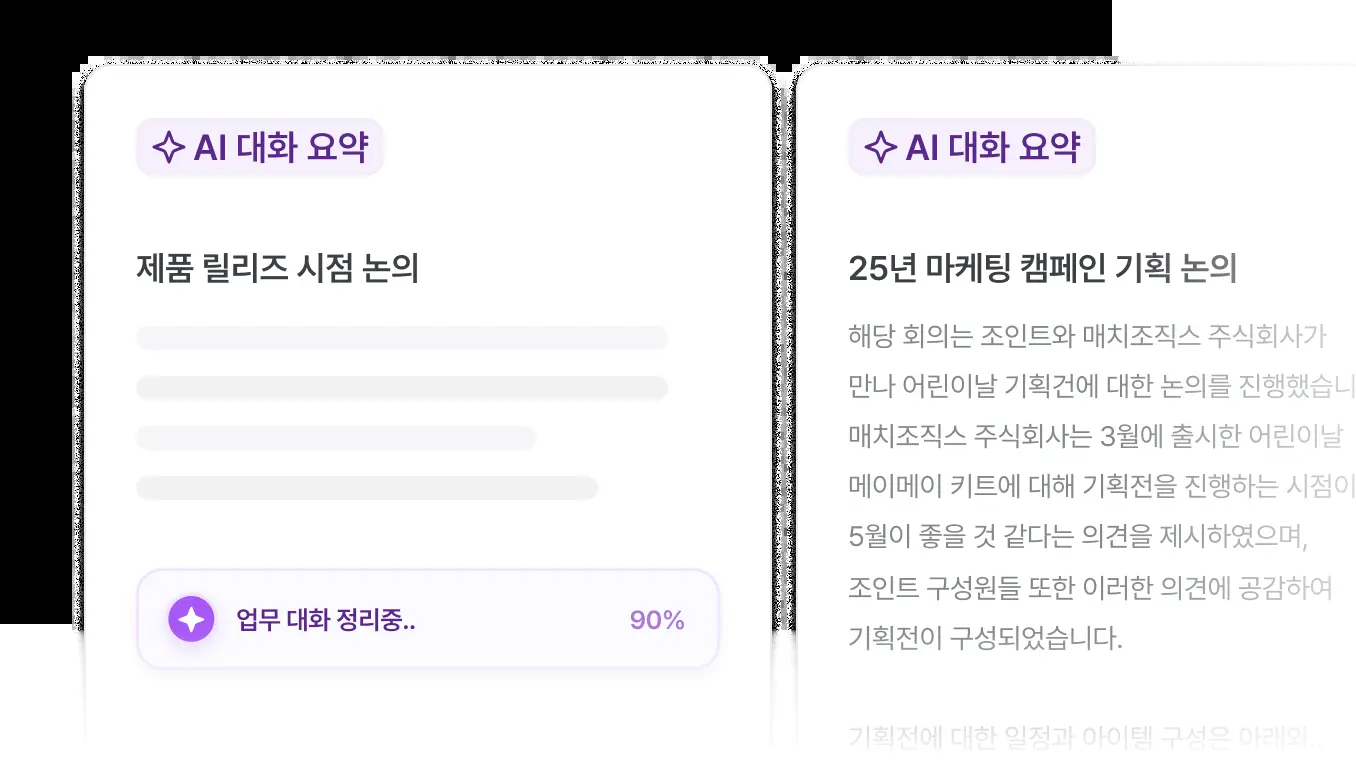 AI 대화 요약
제품 릴리즈 시점 논의
업무 대화 정리중..
90%
AI 대화 요약
25년 마케팅 캠페인 기획 논의
해당 회의는 조인트와 매치조직스 주식회사가
만나 어린이날 기획건에 대한 논의를 진행했습니
매치조직스 주식회사는 3월에 출시한 어린이날
메이메이 키트에 대해 기획전을 진행하는 시점이
5월이 좋을 것 같다는 의견을 제시하였으며,
조인트 구성원들 또한 이러한 의견에 공감하여
기획전이 구성되었습니다.
기획전에 대한 일정과 아이템 구성은 아래와..